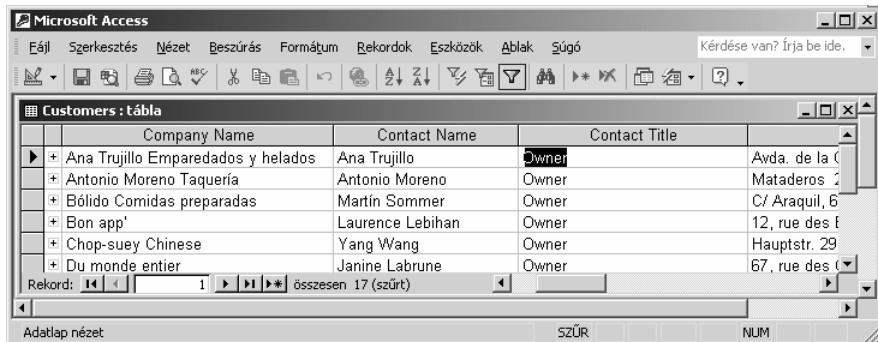 Microsoft Access
Fájl Szerkesztés Nézet Beszúrás Formátum Rekordok Eszközök Ablak Súgó Kérdése van? Írja be ide.
Customers : tábla
Company Name Contact Name Contact Title
Ana Trujillo Emparedados y helados Ana Trujillo Owner Avda. de la
Antonio Moreno Taquería Antonio Moreno Owner Mataderos 2
Bólido Comidas preparadas Martín Sommer Owner C/ Araquil, 6
Bon app' Laurence Lebihan Owner 12, rue des
Chop-suey Chinese Yang Wang Owner Hauptstr. 29
Du monde entier Janine Labrune Owner 67, rue des
Rekord: 1 összesen 17 (szűrt)
Adatlap nézet SZŰR NUM